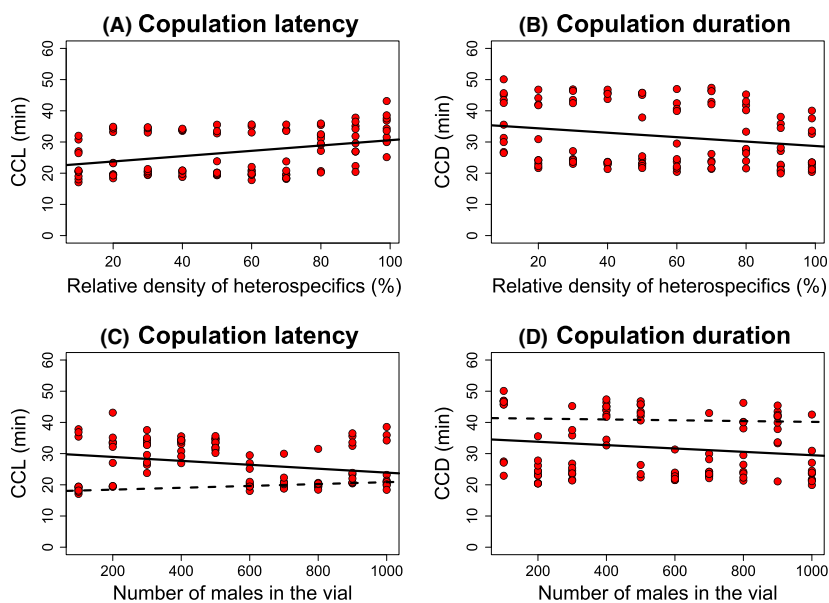 (A) Copulation latency
CCL (min)
0 10 20 30 40 50 60
20 40 60 80 100
Relative density of heterospecifics (%)
(B) Copulation duration
CCD (min)
0 10 20 30 40 50 60
20 40 60 80 100
Relative density of heterospecifics (%)
(C) Copulation latency
CCL (min)
0 10 20 30 40 50 60
200 400 600 800 1000
Number of males in the vial
(D) Copulation duration
CCD (min)
0 10 20 30 40 50 60
200 400 600 800 1000
Number of males in the vial